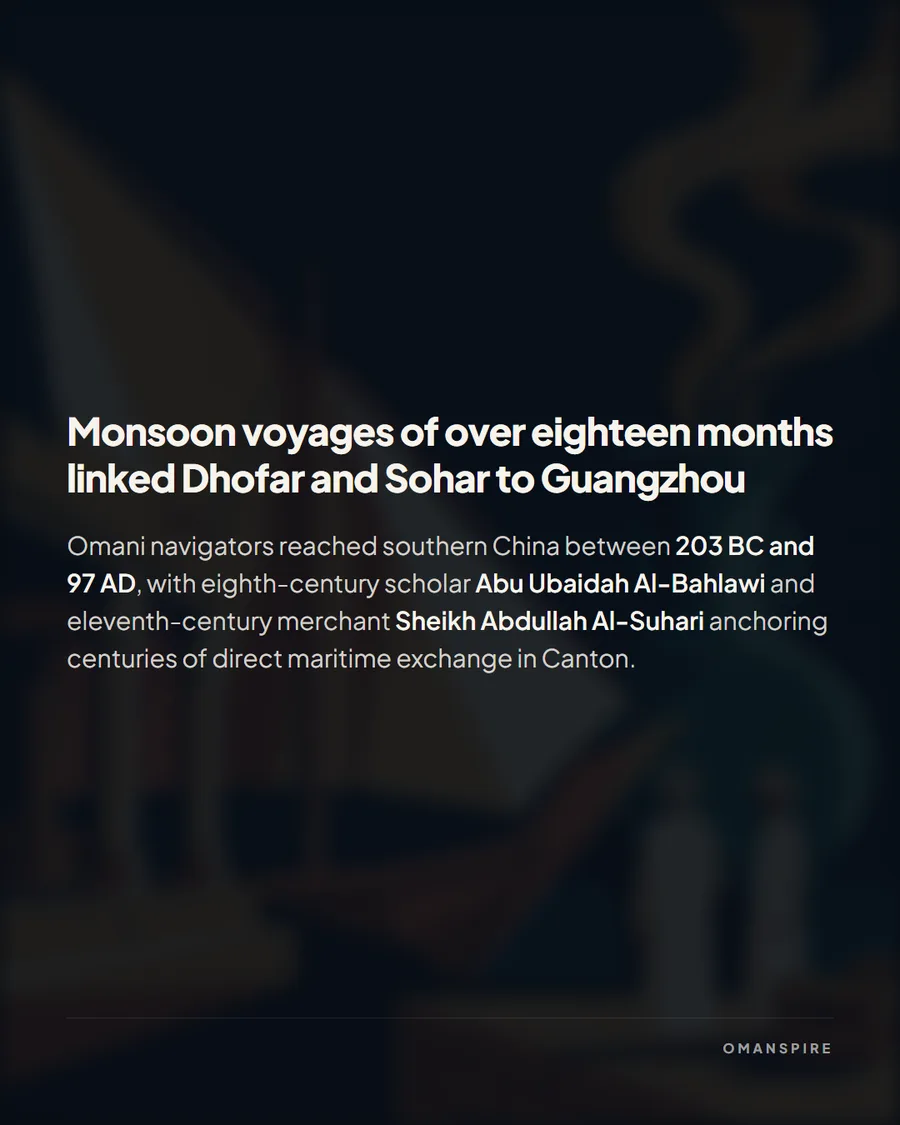 Monsoon voyages of over eighteen months
linked Dhofar and Sohar to Guangzhou
Omani navigators reached southern China between 203 BC and
97 AD, with eighth-century scholar Abu Ubaidah Al-Bahlawi and
eleventh-century merchant Sheikh Abdullah Al-Suhari anchoring
centuries of direct maritime exchange in Canton.
OMANSPIRE